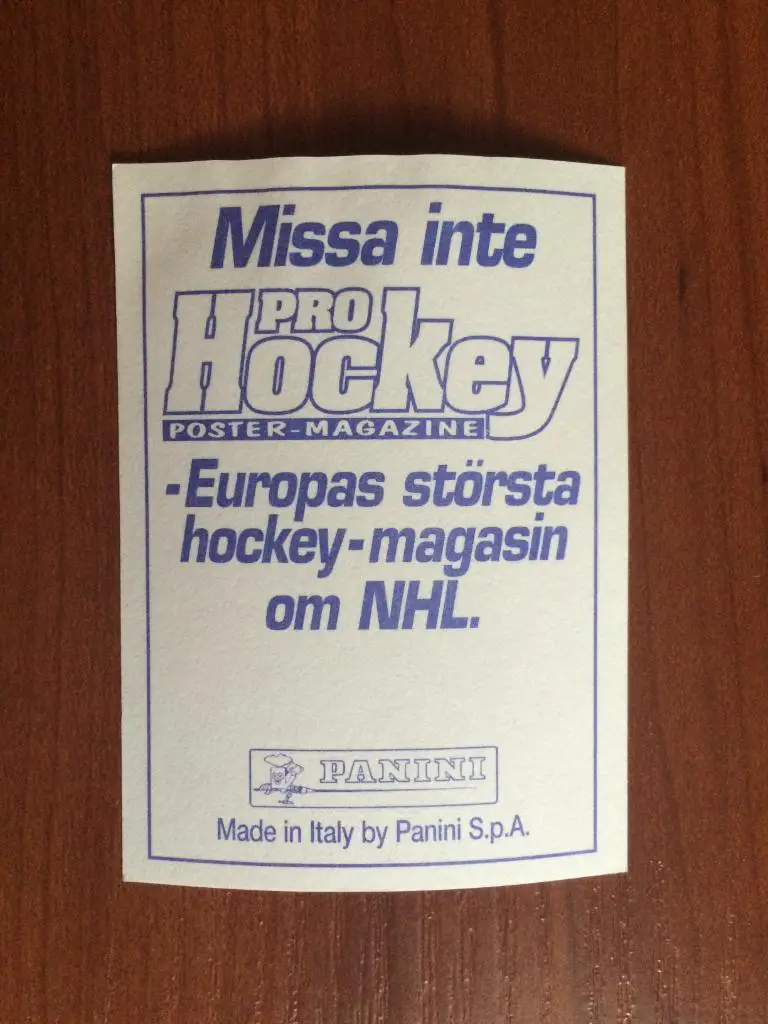 Missa inte
PRO
Hockey
POSTER-MAGAZINE
-Europas största
hockey-magasin
om NHL.
PANINI
Made in Italy by Panini S.p.A.